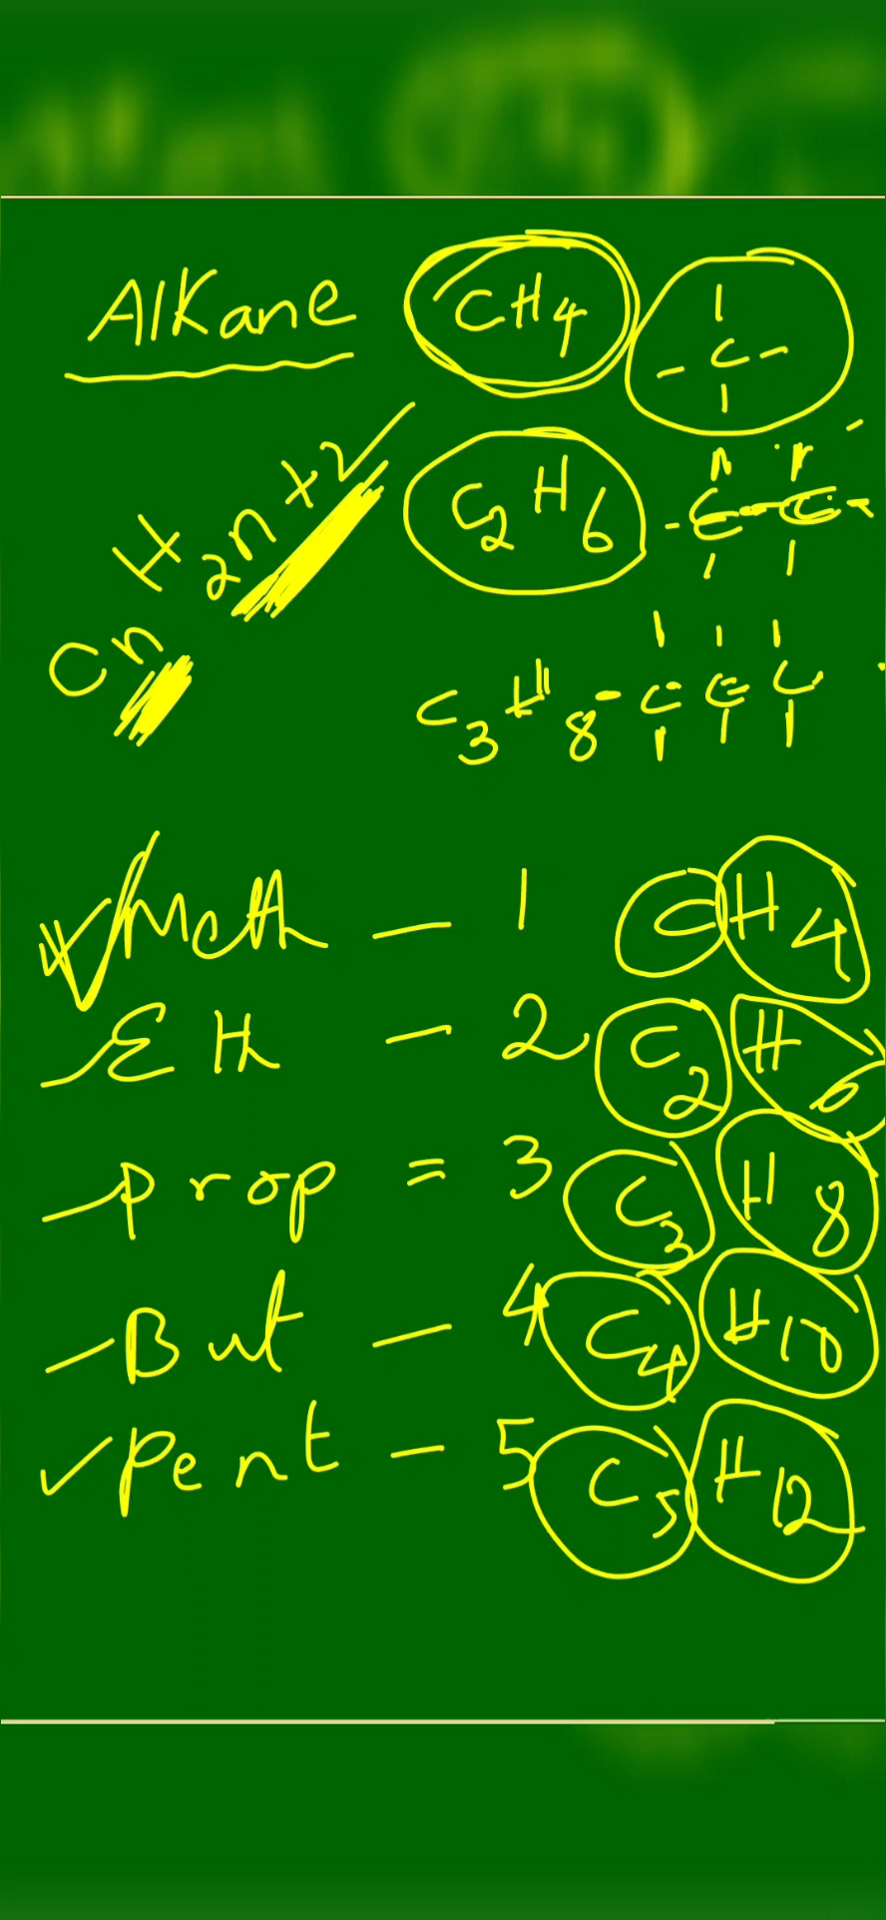 Alkane CH4 - C -
CnH2n+2 C2H6 - C - C -
C3H8 - C - C - C
Meth - 1 CH4
Eth - 2 C2H6
Prop = 3 C3H8
But - 4 C4H10
Pent - 5 C5H12